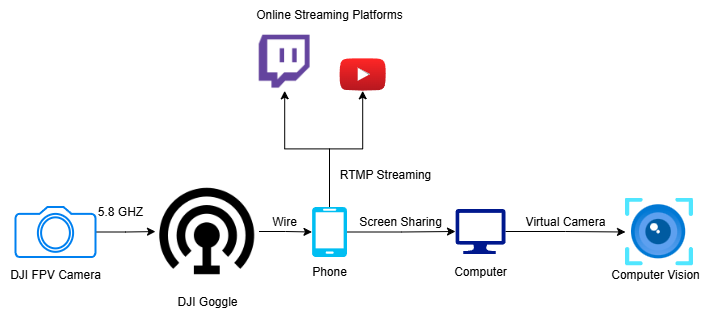 Online Streaming Platforms
RTMP Streaming
5.8 GHZ
Wire
Screen Sharing
Virtual Camera
DJI FPV Camera
Phone
Computer
Computer Vision
DJI Goggle